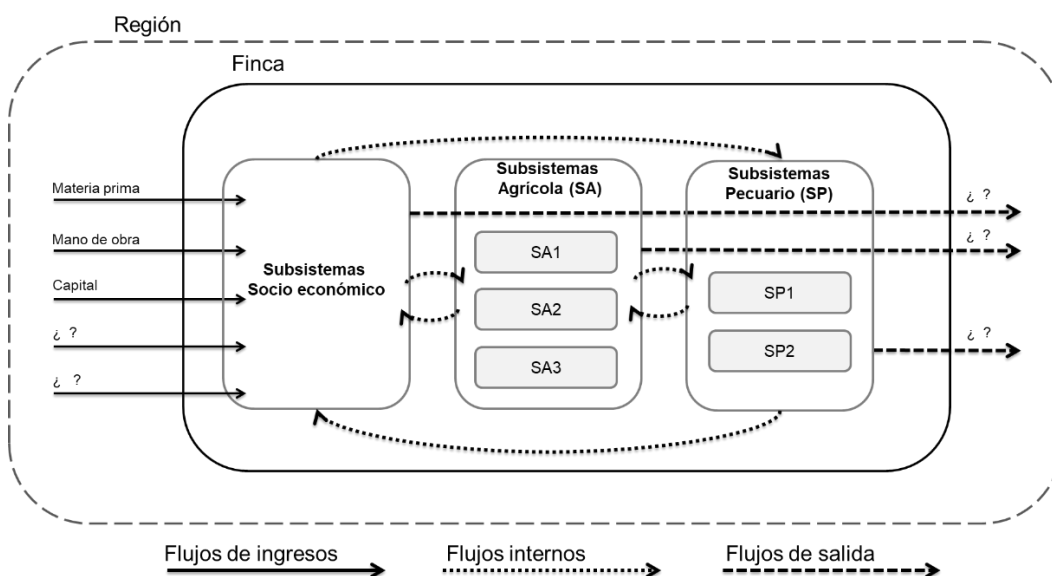 Región
Finca
Materia prima
Mano de obra
Capital
¿ ?
¿ ?
Subsistemas
Socio económico
Subsistemas
Agrícola (SA)
SA1
SA2
SA3
Subsistemas
Pecuario (SP)
SP1
SP2
¿ ?
¿ ?
¿ ?
Flujos de ingresos
Flujos internos
Flujos de salida